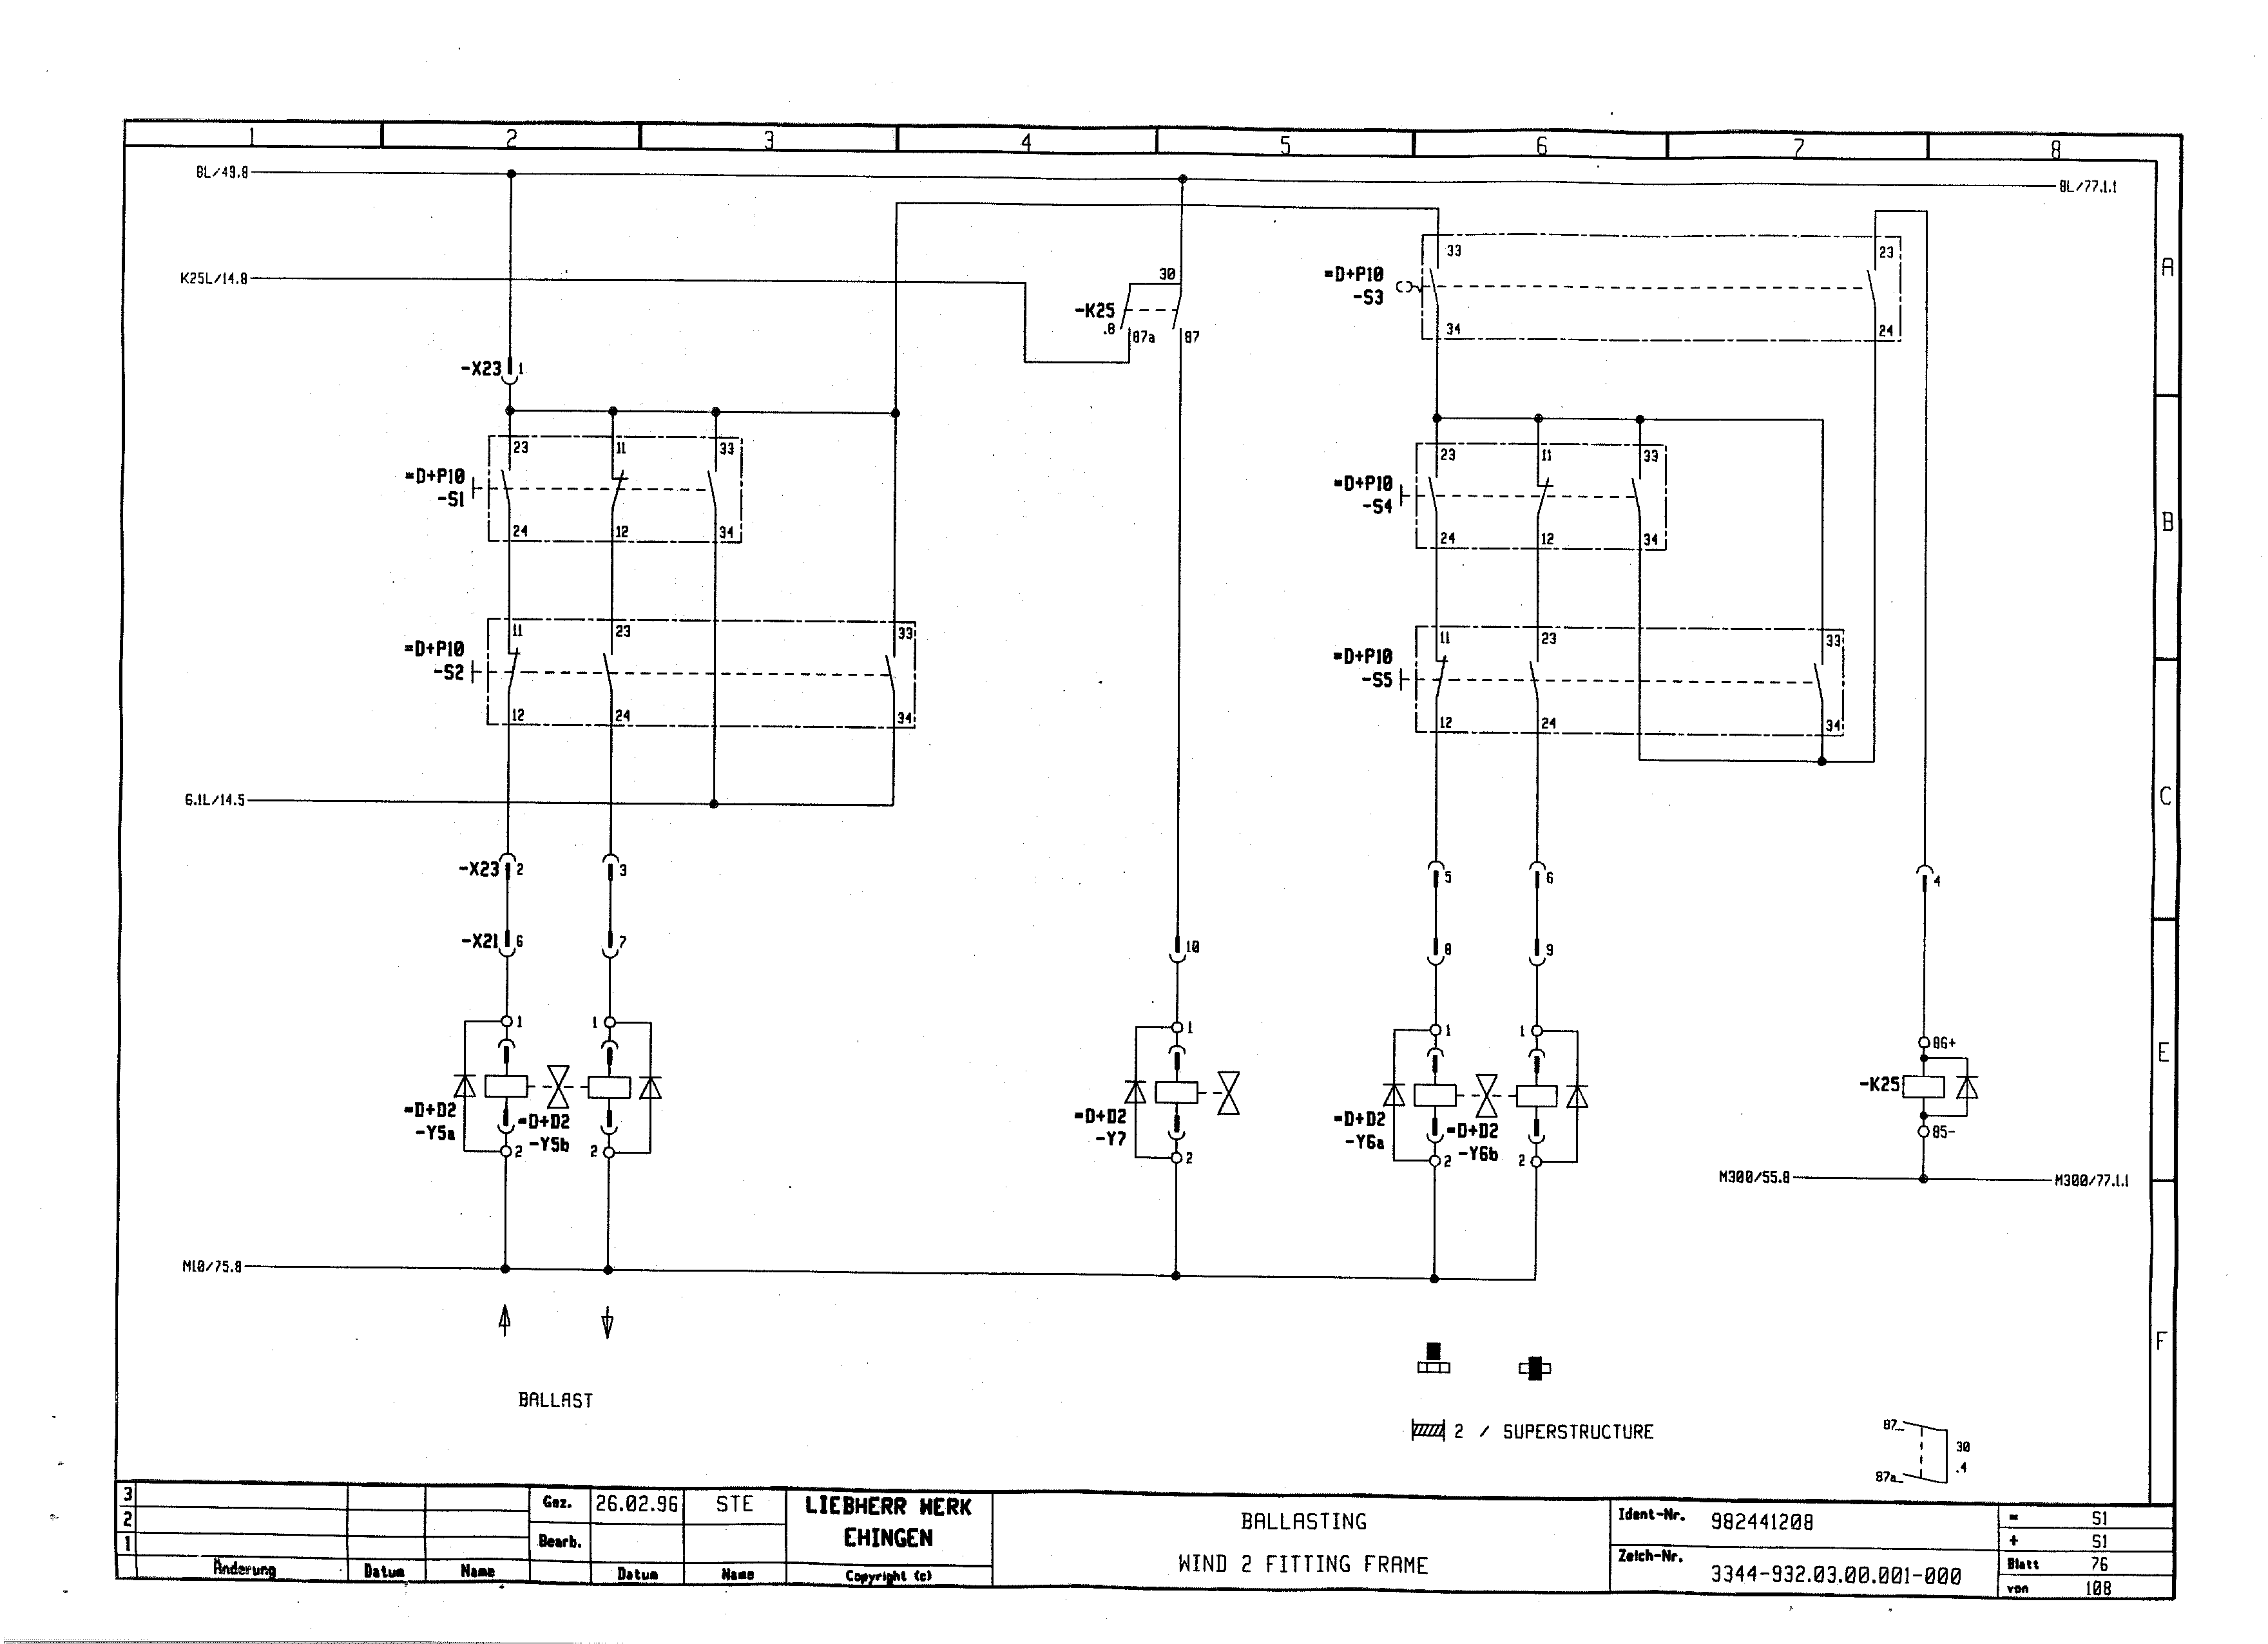 1 2 3 4 5 6 7 8
8L/49.8
8L/77.1.1
A
K25L/14.8
30
-K25
.8
87a
87
=D+P10
-S3
33
23
34
24
-X23
1
B
=D+P10
-S1
23
11
33
24
12
34
=D+P10
-S4
23
11
33
24
12
34
=D+P10
-S2
11
23
33
12
24
34
=D+P10
-S5
11
23
33
12
24
34
C
6.1L/14.5
-X23
2
3
5
6
4
-X21
6
7
10
8
9
E
1
1
1
1
1
86+
=D+D2
-Y5a
=D+D2
-Y5b
=D+D2
-Y7
=D+D2
-Y6a
=D+D2
-Y6b
-K25
2
2
2
2
2
85-
M300/55.8
M300/77.1.1
M10/75.8
F
BALLAST
2 / SUPERSTRUCTURE
87
30
.4
87a
3
2
1
Änderung
Datum
Name
Gez.
26.02.96
STE
Bearb.
Datum
Name
LIEBHERR WERK
EHINGEN
Copyright (c)
BALLASTING
WIND 2 FITTING FRAME
Ident-Nr. 982441208
Zeich-Nr. 3344-932.03.00.001-000
= S1
+ S1
Blatt 76
von 108